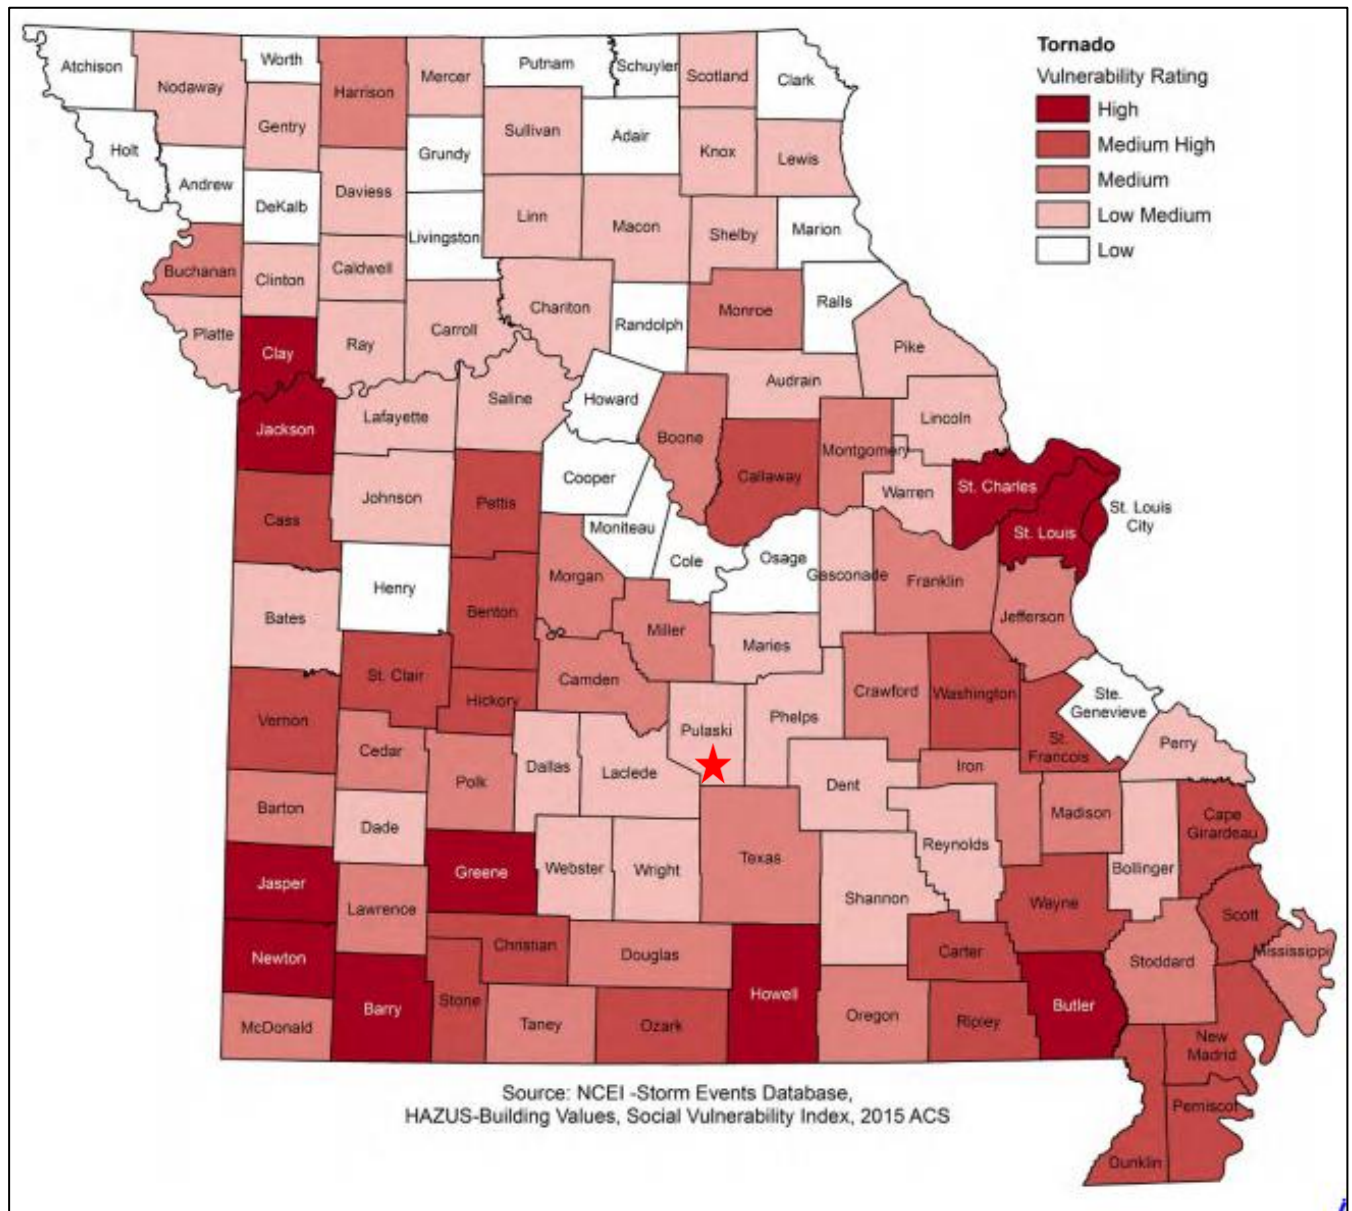 Tornado
Vulnerability Rating
High
Medium High
Medium
Low Medium
Low
Atchison
Nodaway
Worth
Harrison
Mercer
Putnam
Schuyler
Scotland
Clark
Gentry
Sullivan
Adair
Knox
Lewis
Holt
Andrew
DeKalb
Daviess
Grundy
Livingston
Linn
Macon
Shelby
Marion
Buchanan
Clinton
Caldwell
Chariton
Randolph
Monroe
Ralls
Pike
Platte
Clay
Ray
Carroll
Audrain
Jackson
Lafayette
Saline
Howard
Boone
Callaway
Montgomery
Lincoln
Warren
St. Charles
St. Louis
St. Louis
City
Cass
Johnson
Pettis
Cooper
Moniteau
Cole
Osage
Gasconade
Franklin
Jefferson
Bates
Henry
Benton
Morgan
Miller
Maries
St. Clair
Hickory
Camden
Pulaski
Phelps
Crawford
Washington
St.
Francois
Ste.
Genevieve
Perry
Vernon
Cedar
Polk
Dallas
Laclede
Dent
Iron
Madison
Barton
Dade
Greene
Webster
Wright
Texas
Shannon
Reynolds
Bollinger
Cape
Girardeau
Jasper
Lawrence
Christian
Douglas
Howell
Carter
Wayne
Stoddard
Scott
Mississippi
Newton
Barry
Stone
Taney
Ozark
Oregon
Ripley
Butler
New
Madrid
McDonald
Pemiscot
Dunklin
Source: NCEI -Storm Events Database,
HAZUS-Building Values, Social Vulnerability Index, 2015 ACS